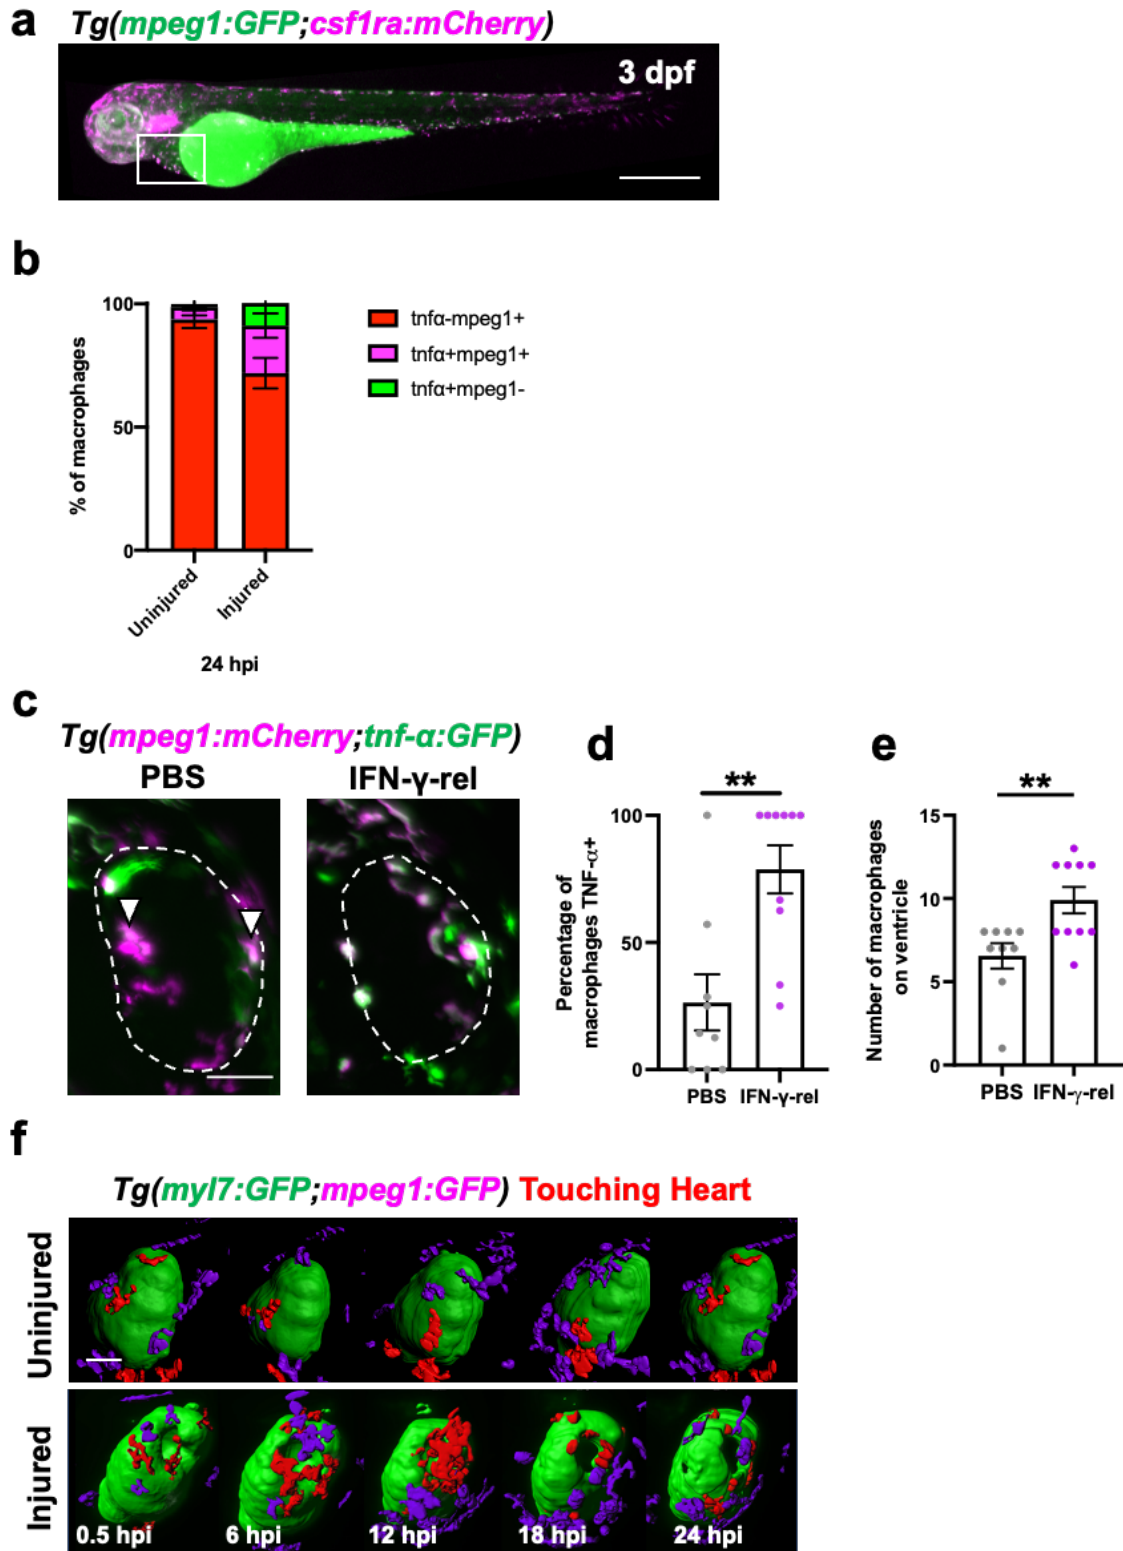 a Tg(mpeg1:GFP;csf1ra:mCherry)
3 dpf
b
100
50
0
% of macrophages
Uninjured
Injured
24 hpi
tnfα-mpeg1+
tnfα+mpeg1+
tnfα+mpeg1-
c
Tg(mpeg1:mCherry;tnf-α:GFP)
PBS
IFN-γ-rel
d
**
100
50
0
Percentage of
macrophages TNF-α+
PBS
IFN-γ-rel
e
**
15
10
5
0
Number of macrophages
on ventricle
PBS
IFN-γ-rel
f
Tg(myl7:GFP;mpeg1:GFP) Touching Heart
Uninjured
Injured
0.5 hpi
6 hpi
12 hpi
18 hpi
24 hpi